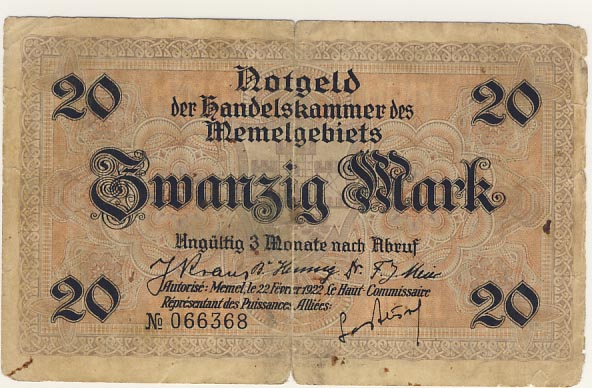 20 20
Notgeld
der Handelskammer des
Memelgebiets
Zwanzig Mark
Ungültig 3 Monate nach Abruf
Autorisé: Memel, le 22 Février 1922 Le Haut-Commissaire
Représentant des Puissances Alliées:
20 20
№ 066368